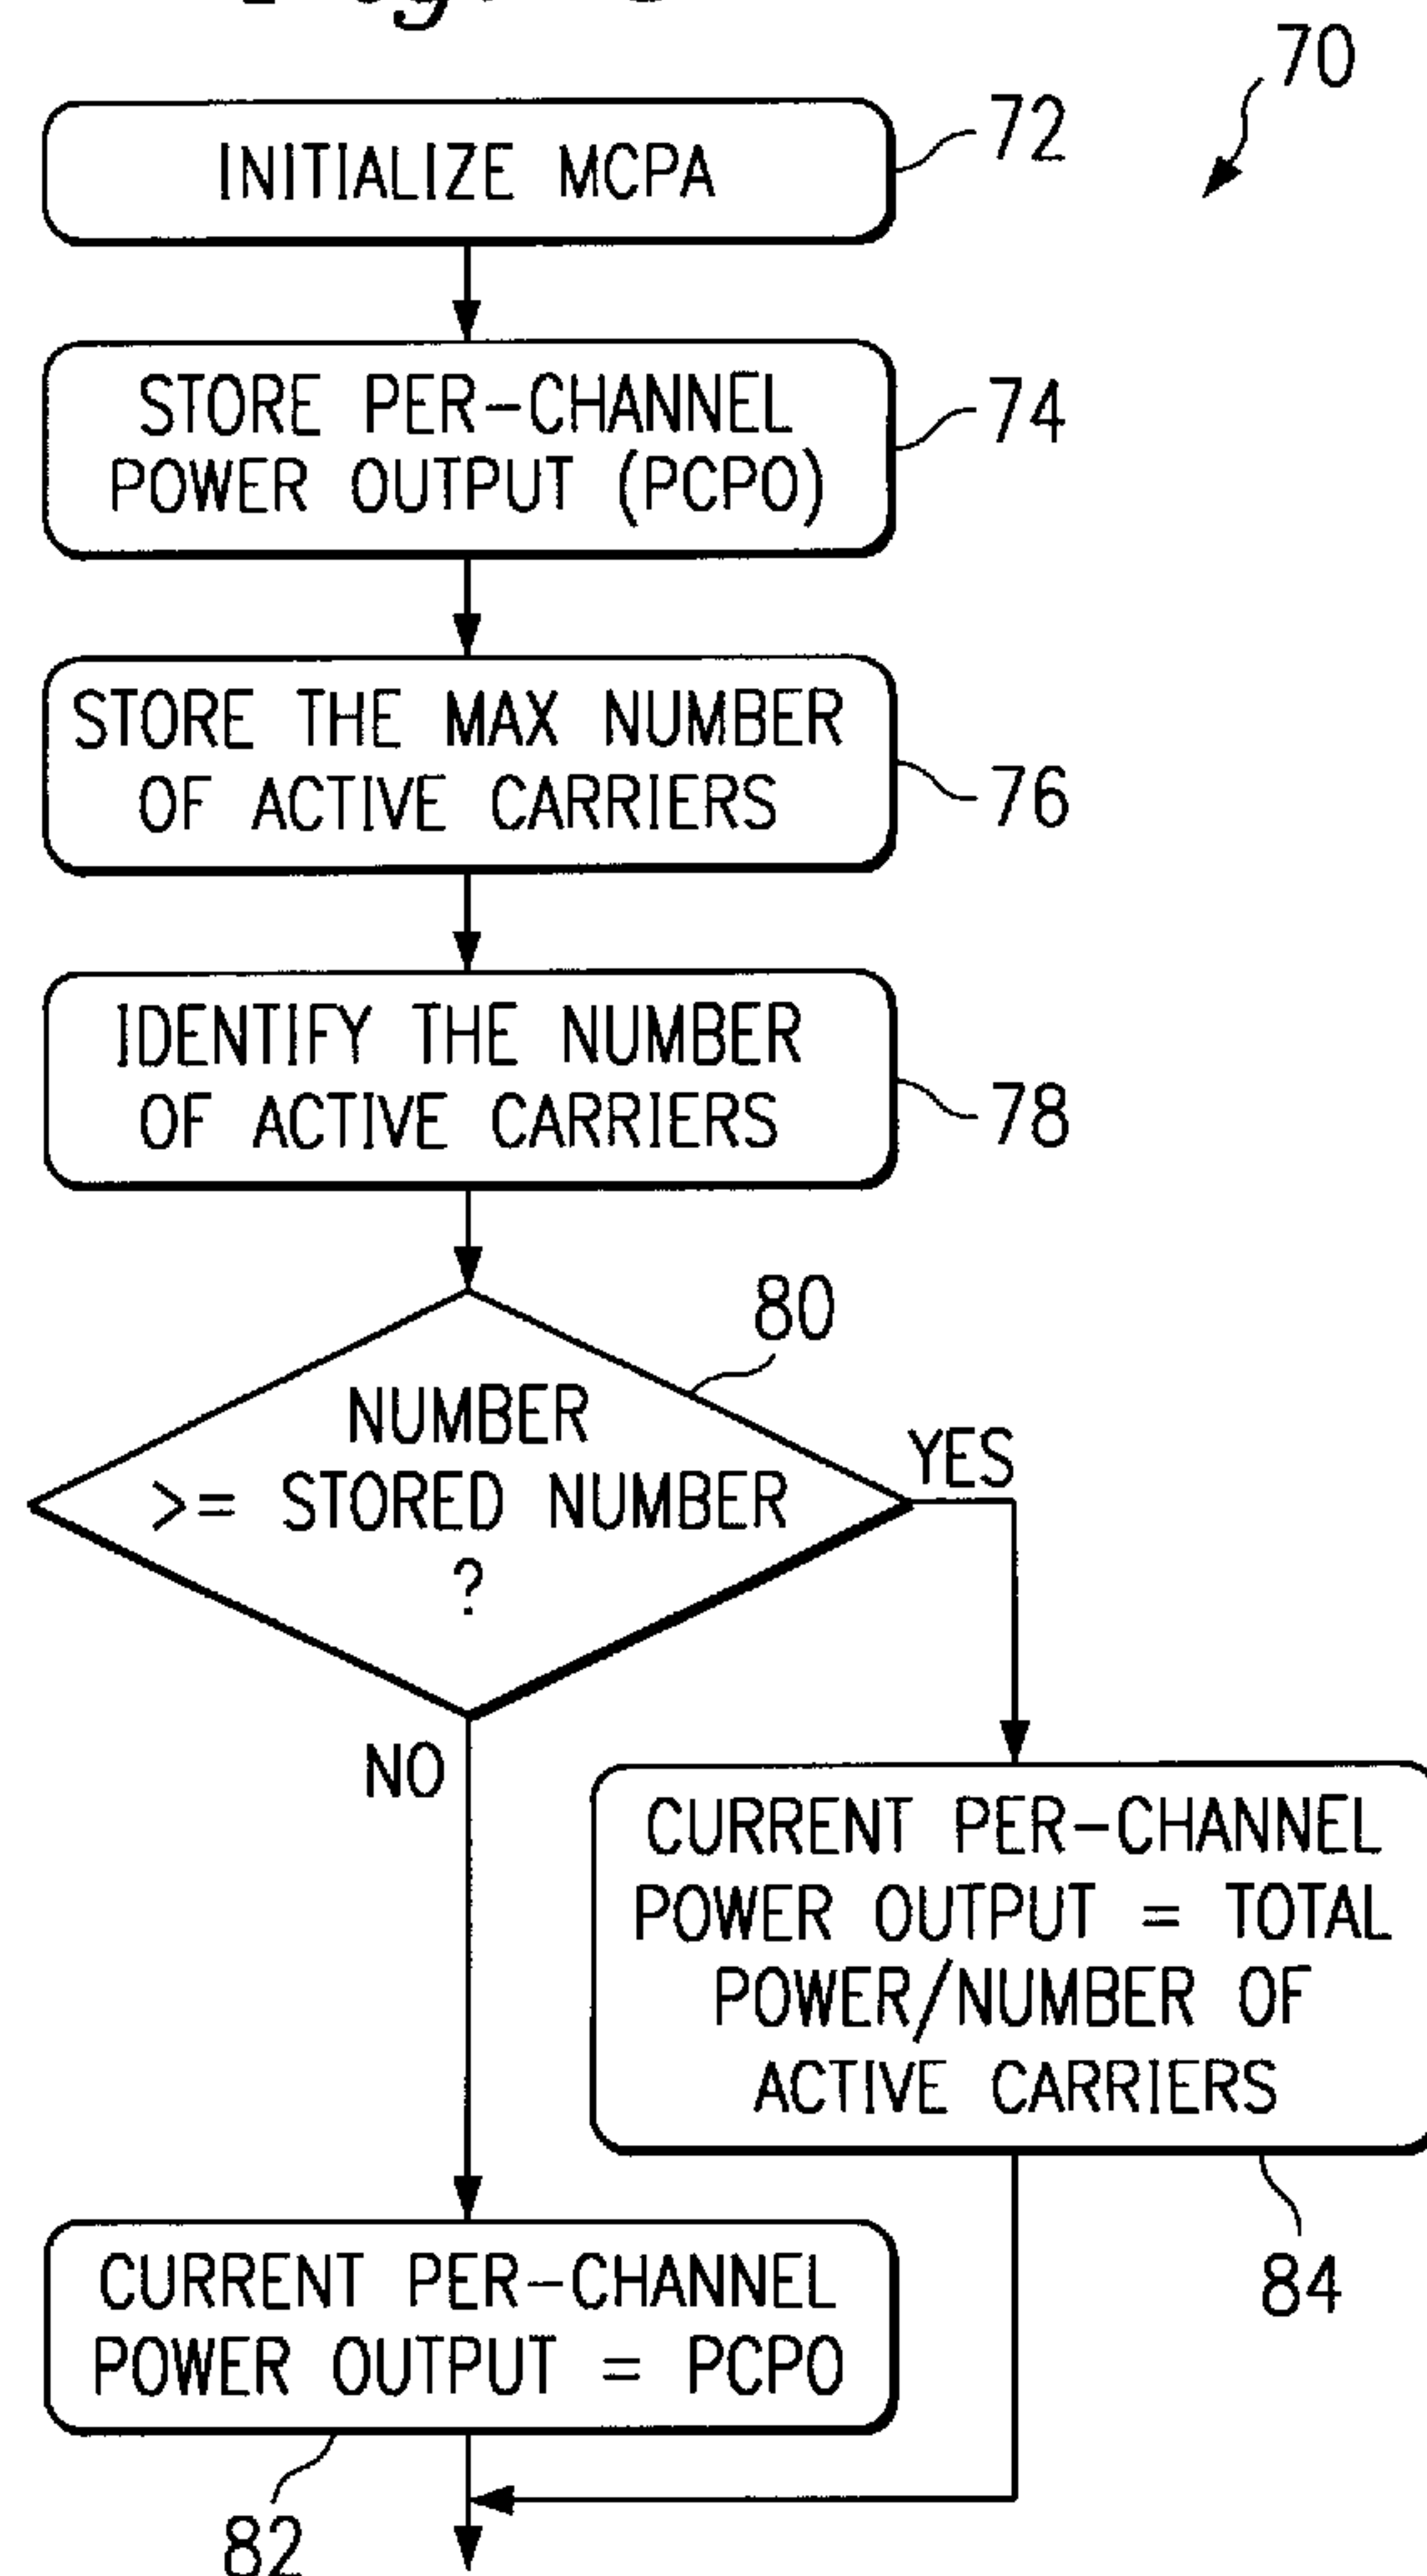 70
INITIALIZE MCPA
72
STORE PER-CHANNEL
POWER OUTPUT (PCPO)
74
STORE THE MAX NUMBER
OF ACTIVE CARRIERS
76
IDENTIFY THE NUMBER
OF ACTIVE CARRIERS
78
80
NUMBER
>= STORED NUMBER
?
YES
NO
CURRENT PER-CHANNEL
POWER OUTPUT = TOTAL
POWER/NUMBER OF
ACTIVE CARRIERS
84
CURRENT PER-CHANNEL
POWER OUTPUT = PCPO
82